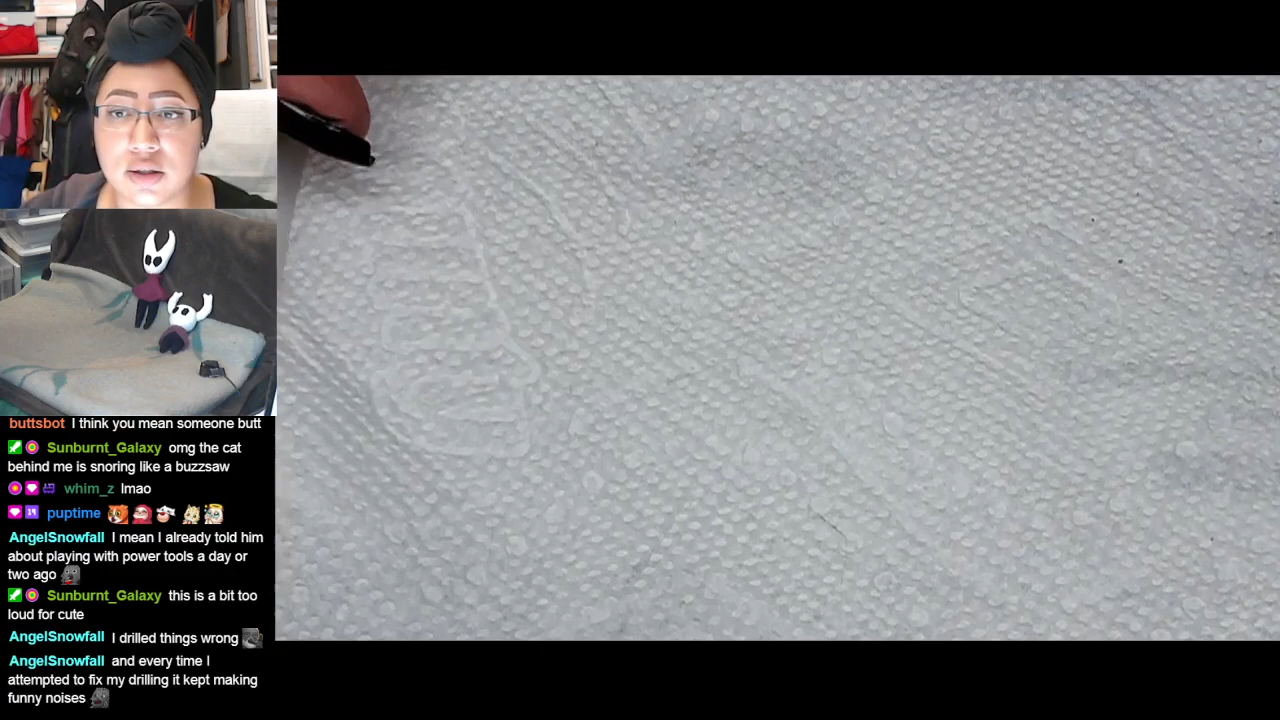 buttsbot I think you mean someone butt
Sunburnt_Galaxy omg the cat
behind me is snoring like a buzzsaw
whim_z lmao
puptime
AngelSnowfall I mean I already told him
about playing with power tools a day or
two ago
Sunburnt_Galaxy this is a bit too
loud for cute
AngelSnowfall I drilled things wrong
AngelSnowfall and every time I
attempted to fix my drilling it kept making
funny noises